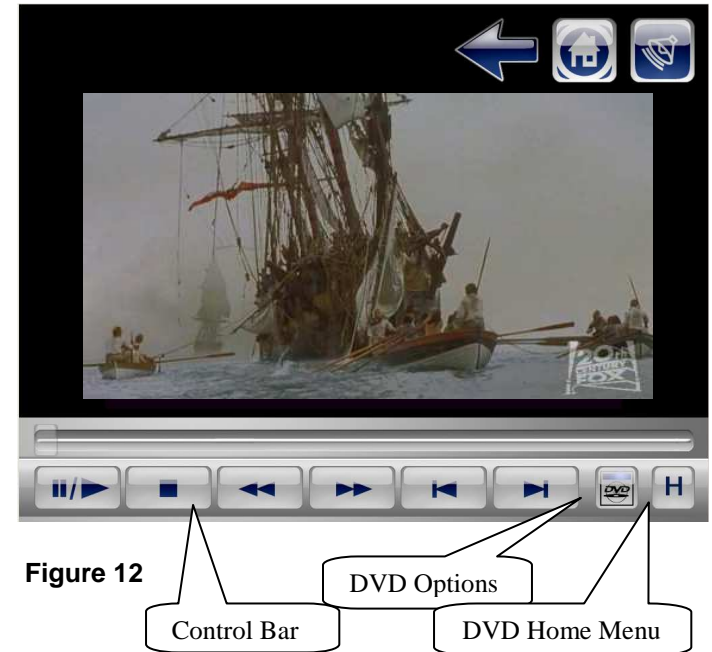 20th
CENTURY
FOX
DVD
H
Figure 12
DVD Options
Control Bar
DVD Home Menu